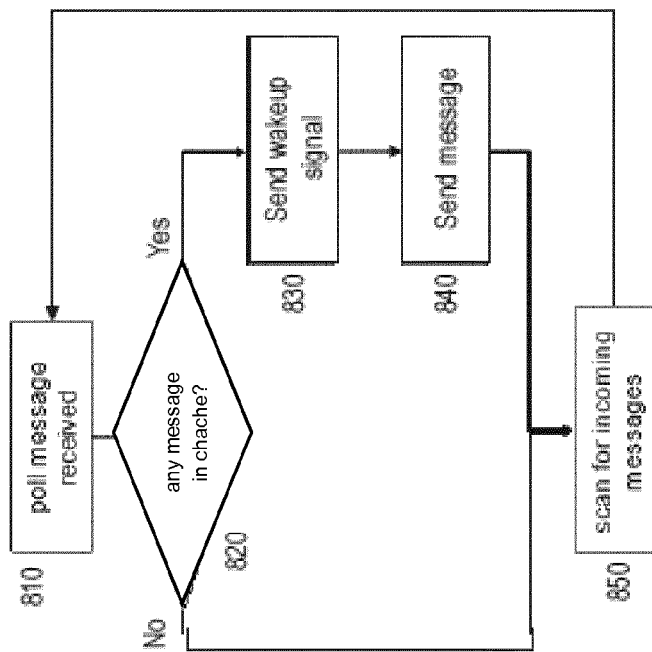 poll message
received
810
any message
in chache?
820
No
Yes
Send wakeup
signal
830
Send message
840
scan for incoming
messages
850